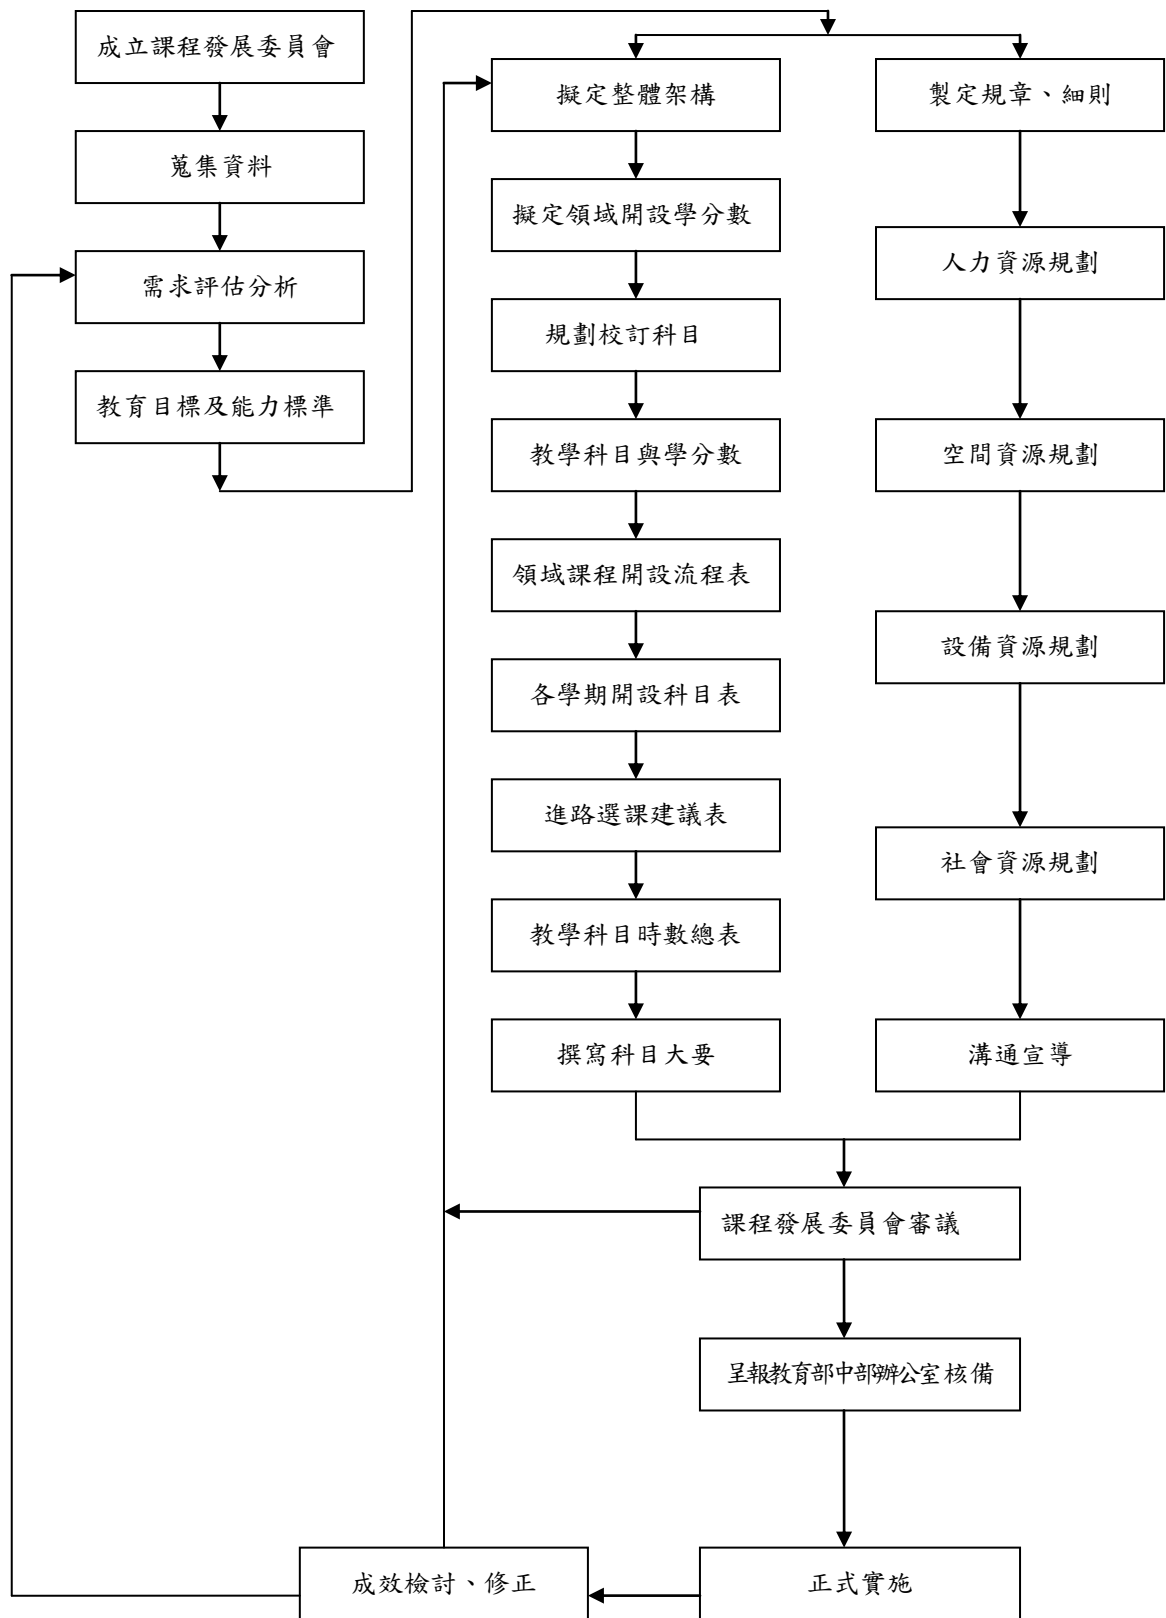 成立課程發展委員會
蒐集資料
需求評估分析
教育目標及能力標準
擬定整體架構
擬定領域開設學分數
規劃校訂科目
教學科目與學分數
領域課程開設流程表
各學期開設科目表
進路選課建議表
教學科目時數總表
撰寫科目大要
製定規章、細則
人力資源規劃
空間資源規劃
設備資源規劃
社會資源規劃
溝通宣導
課程發展委員會審議
呈報教育部中部辦公室核備
正式實施
成效檢討、修正